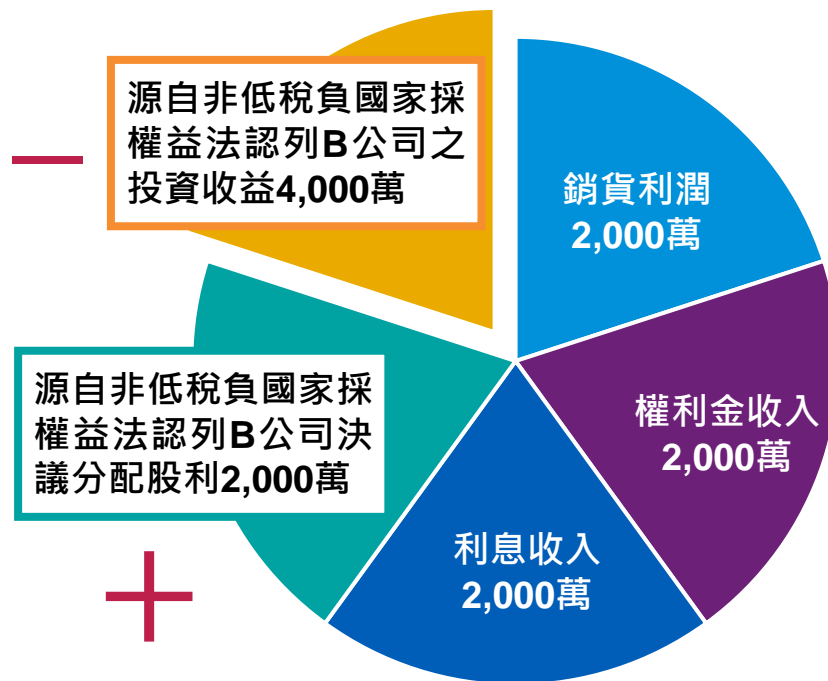 源自非低稅負國家採
權益法認列B公司之
投資收益4,000萬
銷貨利潤
2,000萬
源自非低稅負國家採
權益法認列B公司決
議分配股利2,000萬
權利金收入
2,000萬
利息收入
2,000萬